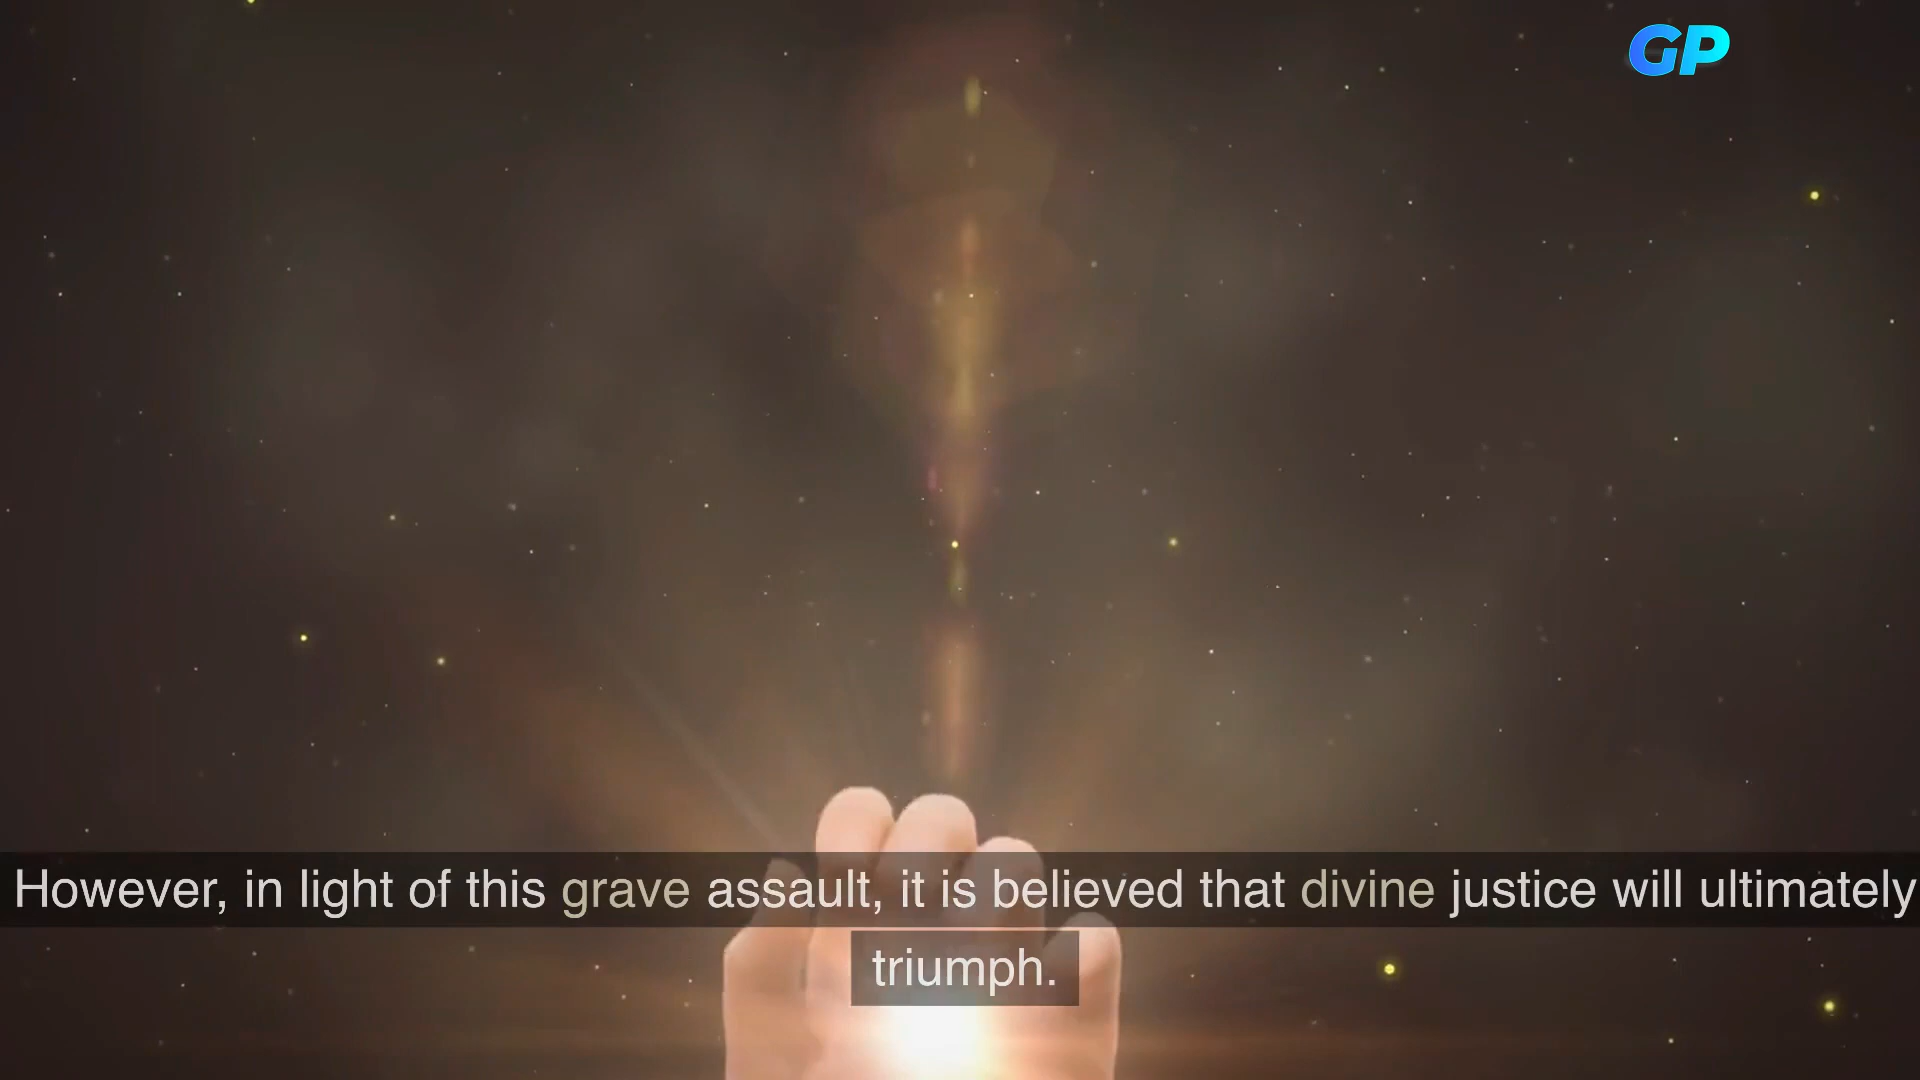 GP
However, in light of this grave assault, it is believed that divine justice will ultimately
triumph.